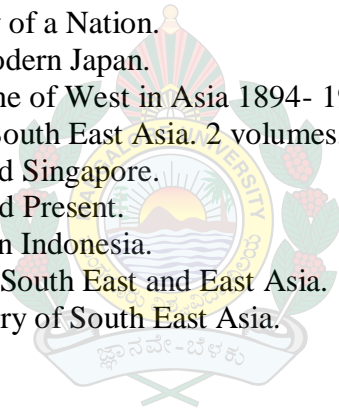 y of a Nation.
odern Japan.
ne of West in Asia 1894- 19
South East Asia. 2 volumes.
d Singapore.
d Present.
n Indonesia.
South East and East Asia.
ry of South East Asia.
UNIVERSITY
ಜ್ಞಾನವೇ-ಬೆಳಕು